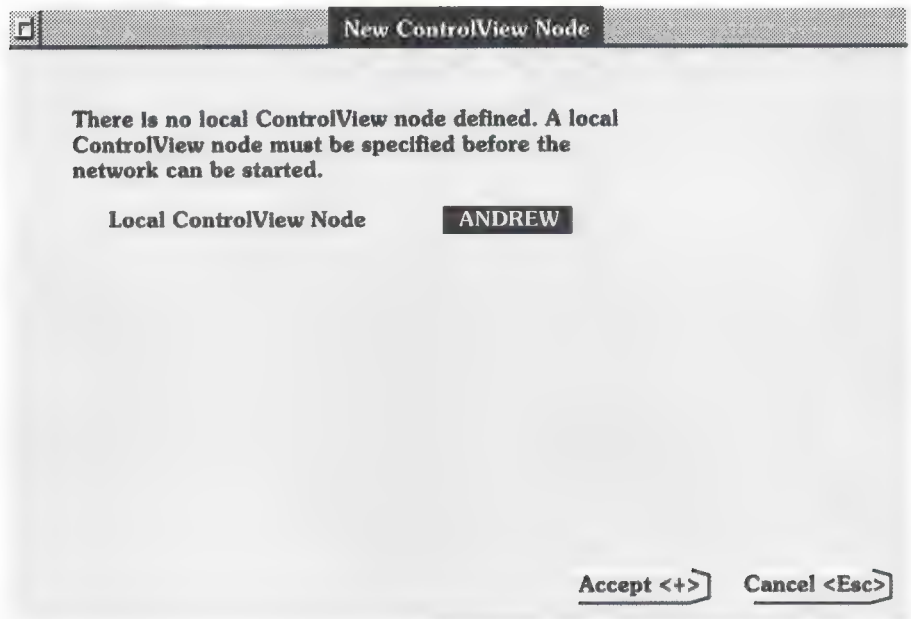 New ControlView Node
There is no local ControlView node defined. A local
ControlView node must be specified before the
network can be started.
Local ControlView Node ANDREW
Accept <+> Cancel <Esc>